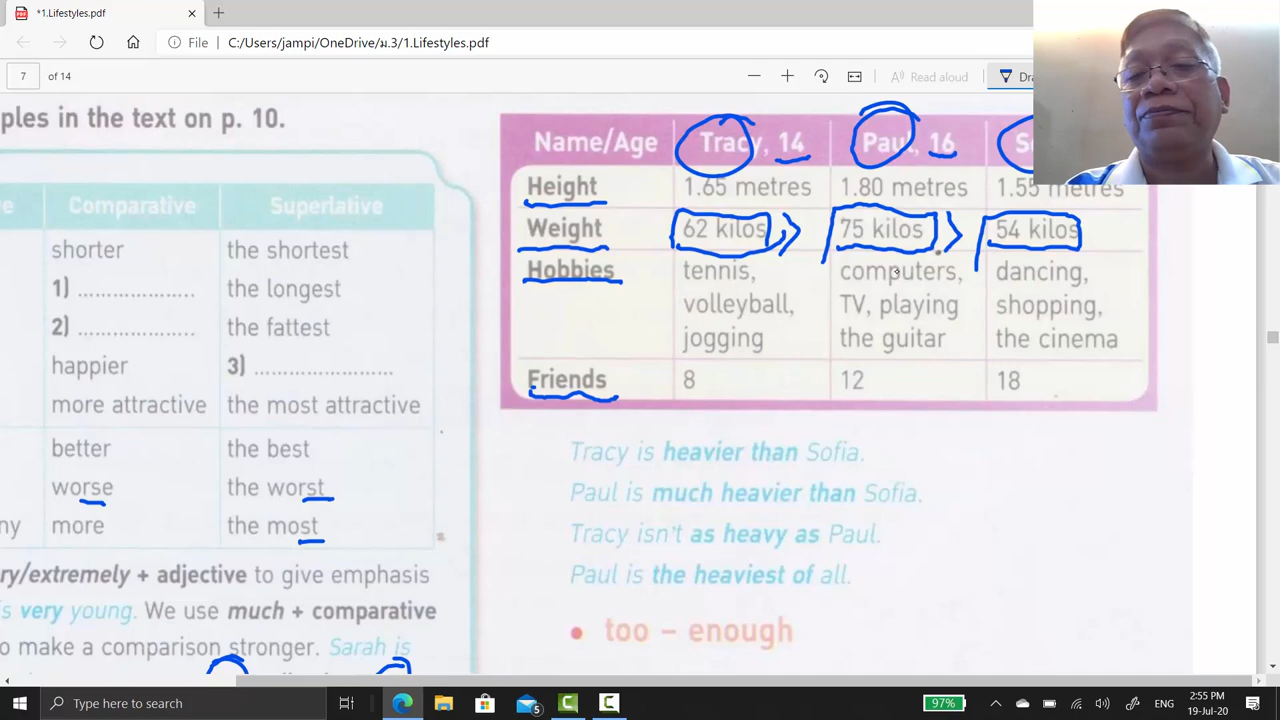 *1.Lifestyles.pdf
File C:/Users/jampi/OneDrive/ม.3/1.Lifestyles.pdf
7 of 14
Read aloud
ples in the text on p. 10.
Comparative Superlative
shorter the shortest
1) .................... the longest
2) .................... the fattest
happier 3) ........................
more attractive the most attractive
better the best
worse the worst
ny more the most
ry/extremely + adjective to give emphasis
is very young. We use much + comparative
o make a comparison stronger. Sarah is
Name/Age Tracy, 14 Paul, 16
Height 1.65 metres 1.80 metres 1.55 metres
Weight 62 kilos 75 kilos 54 kilos
Hobbies tennis, computers, dancing,
volleyball, TV, playing shopping,
jogging the guitar the cinema
Friends 8 12 18
Tracy is heavier than Sofia.
Paul is much heavier than Sofia.
Tracy isn't as heavy as Paul.
Paul is the heaviest of all.
• too – enough
Type here to search
5
97%
ENG
2:55 PM
19-Jul-20